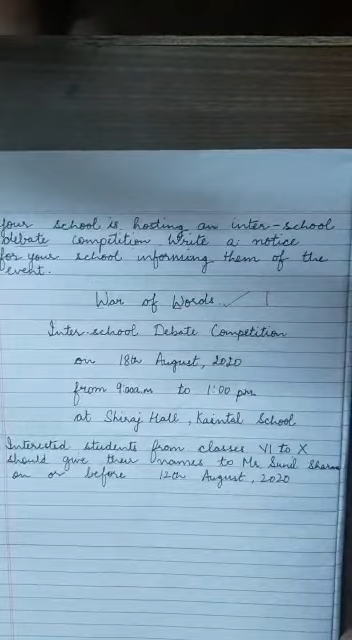 Your school is hosting an inter-school
debate compitition. Write a notice
for your school informing them of the
event.
War of Words
Inter-school Debate Competition
on 18th August, 2020
from 9:00a.m to 1:00 pm
at Shiraj Hall, Kaintal School
Interested students from classes VI to X
should give their names to Mr. Sunil Sharma
on or before 12th August, 2020